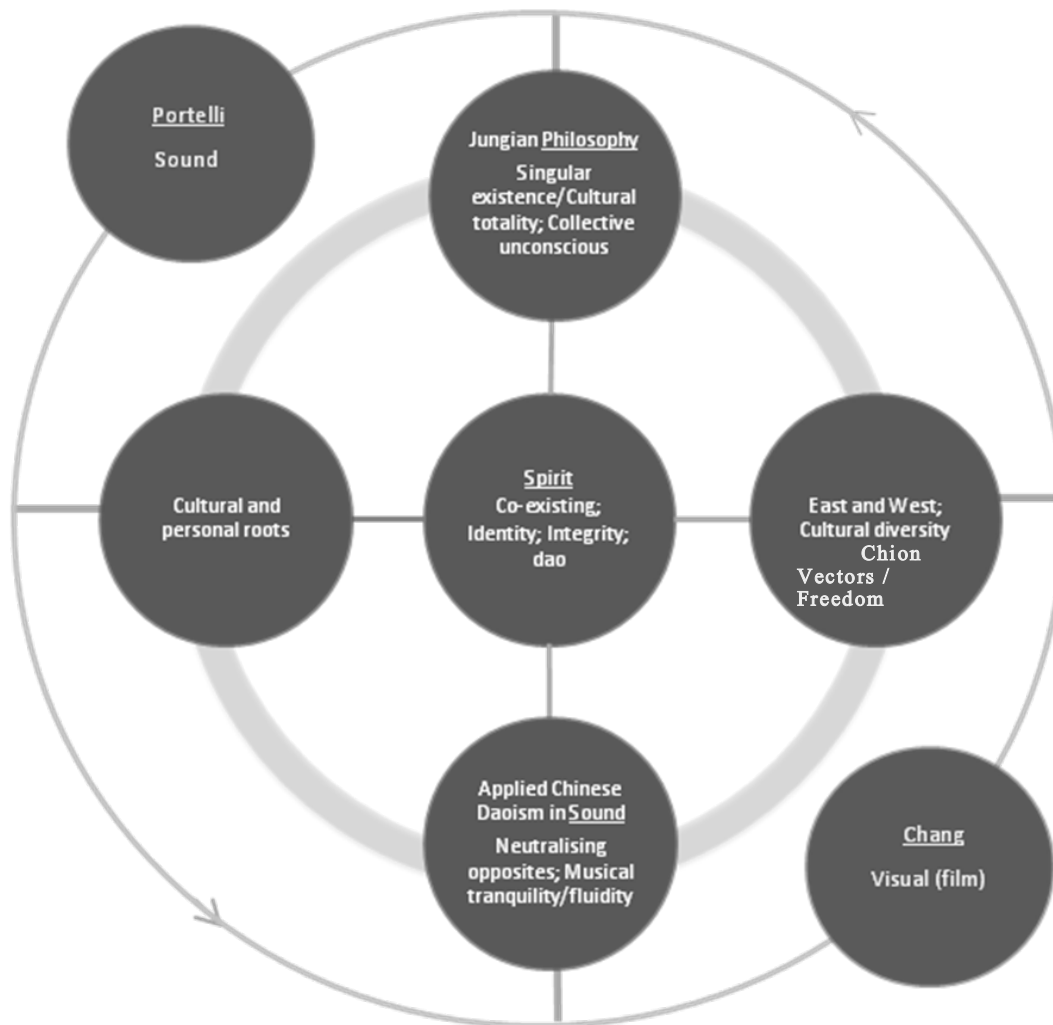 Portelli
Sound
Jungian Philosophy
Singular
existence/Cultural
totality; Collective
unconscious
Cultural and
personal roots
Spirit
Co-existing;
Identity; Integrity;
dao
East and West;
Cultural diversity
Chion
Vectors /
Freedom
Applied Chinese
Daoism in Sound
Neutralising
opposites; Musical
tranquility/fluidity
Chang
Visual (film)